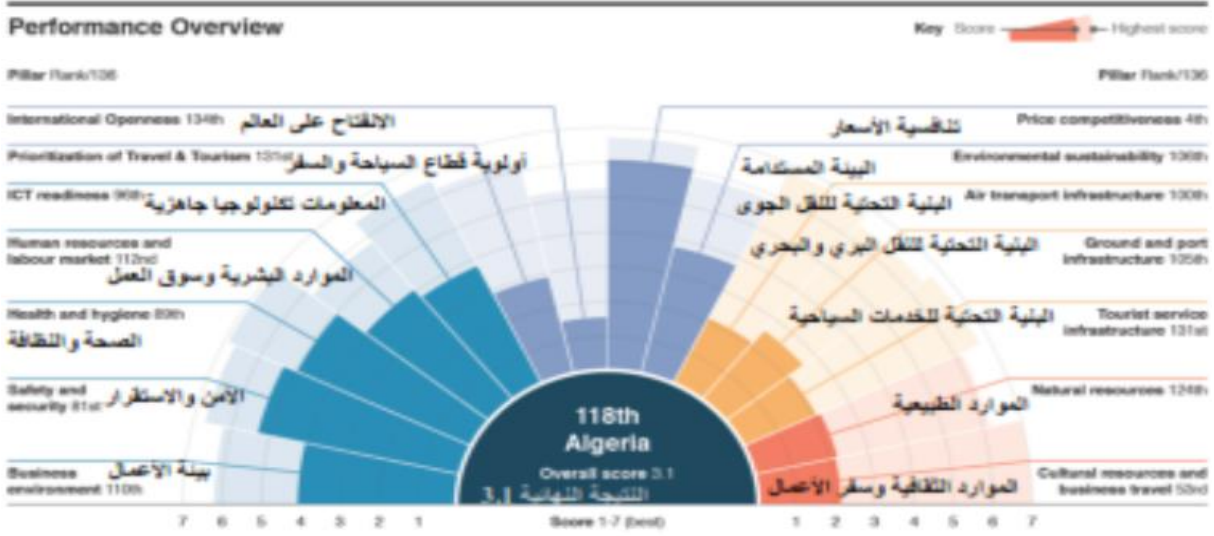 Performance Overview
Key Score Highest score
Pillar Rank/136
Pillar Rank/136
International Openness 134th الانفتاح على العالم
تنافسية الأسعار Price competitiveness 4th
Prioritization of Travel & Tourism 131st أولوية قطاع السياحة والسفر
البيئة المستدامة Environmental sustainability 106th
ICT readiness 96th المعلومات تكنولوجيا جاهزية
البنية التحتية للنقل الجوى Air transport infrastructure 100th
Human resources and
labour market 112nd
الموارد البشرية وسوق العمل
البنية التحتية للنقل البري والبحري
Ground and port
infrastructure 105th
Health and hygiene 89th
الصحة والنظافة
البنية التحتية للخدمات السياحية
Tourist service
infrastructure 131st
Safety and
security 81st
الأمن والاستقرار
Natural resources 124th
الموارد الطبيعية
Business
environment 110th
بيئة الأعمال
Cultural resources and
business travel 53rd
الموارد الثقافية وسفر الأعمال
118th
Algeria
Overall score 3.1
النتيجة النهائية 3.1
7 6 5 4 3 2 1 Score 1-7 (best) 1 2 3 4 5 6 7